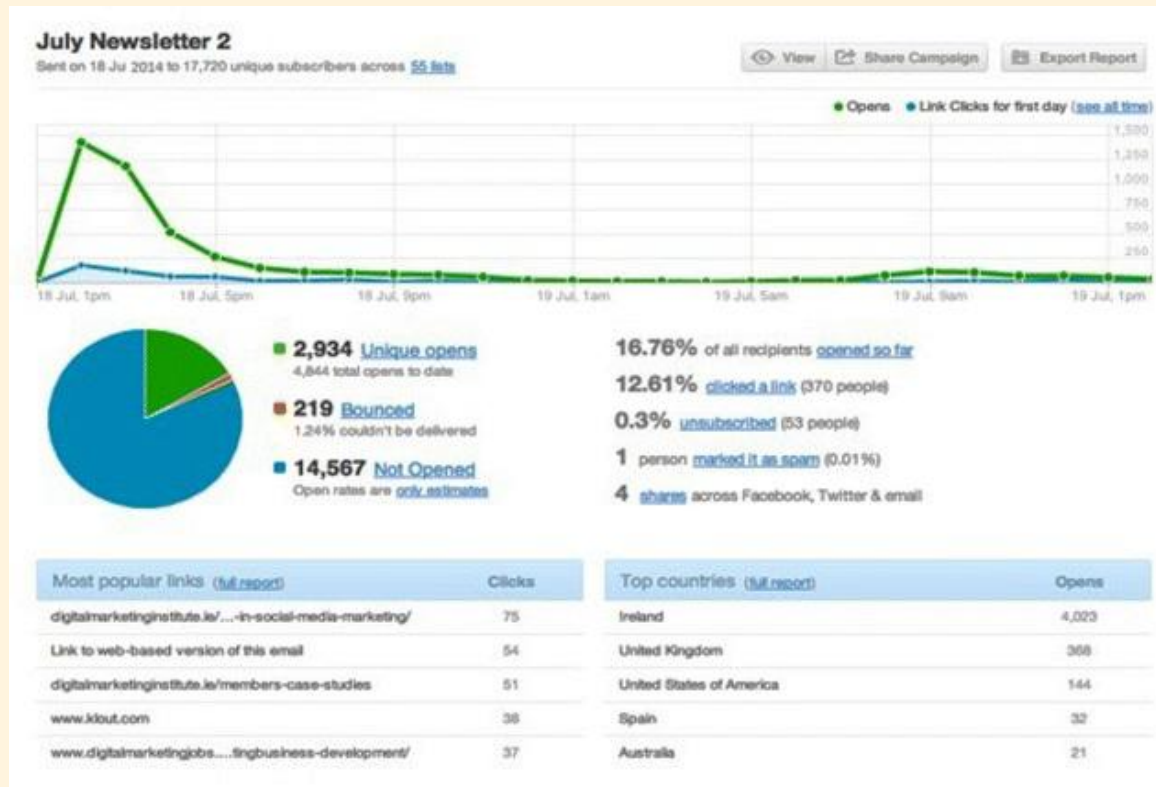 July Newsletter 2
Sent on 18 Ju 2014 to 17,720 unique subscribers across 55 lists
View
Share Campaign
Export Report
Opens
Link Clicks for first day (see all time)
1,500
1,250
1,000
750
500
250
18 Jul, 1pm
18 Jul, 5pm
18 Jul, 9pm
19 Jul, 1am
19 Jul, 5am
19 Jul, 9am
19 Jul, 1pm
2,934 Unique opens
4,844 total opens to date
219 Bounced
1.24% couldn't be delivered
14,567 Not Opened
Open rates are only estimates
16.76% of all recipients opened so far
12.61% clicked a link (370 people)
0.3% unsubscribed (53 people)
1 person marked it as spam (0.01%)
4 shares across Facebook, Twitter & email
Most popular links (full report) Clicks
digitalmarketinginstitute.ie/...-in-social-media-marketing/ 75
Link to web-based version of this email 54
digitalmarketinginstitute.ie/members-case-studies 51
www.klout.com 38
www.digitalmarketingjobs....tingbusiness-development/ 37
Top countries (full report) Opens
Ireland 4,023
United Kingdom 368
United States of America 144
Spain 32
Australia 21